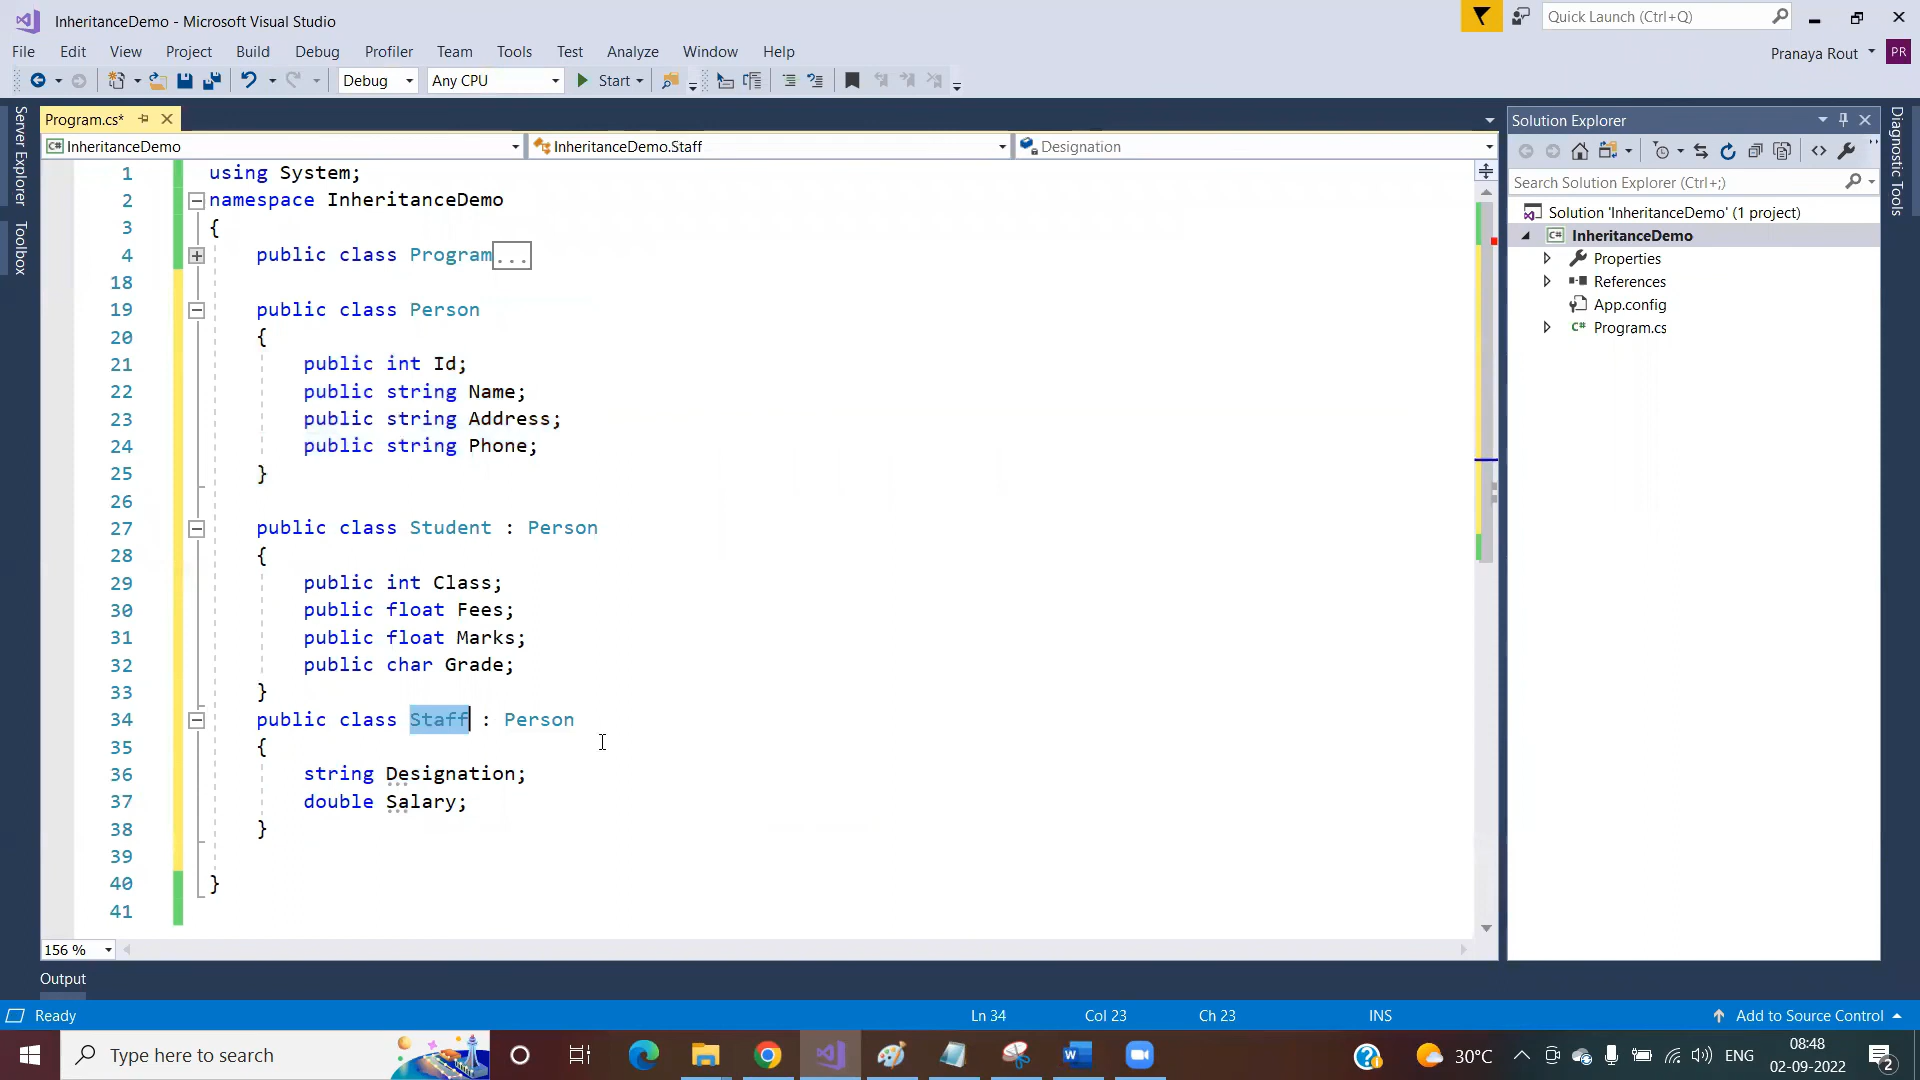 InheritanceDemo - Microsoft Visual Studio
Quick Launch (Ctrl+Q)
File Edit View Project Build Debug Profiler Team Tools Test Analyze Window Help
Pranaya Rout PR
Debug Any CPU Start
Server Explorer
Toolbox
Program.cs*
InheritanceDemo InheritanceDemo.Staff Designation
1 using System;
2 namespace InheritanceDemo
3 {
4 public class Program...
18
19 public class Person
20 {
21 public int Id;
22 public string Name;
23 public string Address;
24 public string Phone;
25 }
26
27 public class Student : Person
28 {
29 public int Class;
30 public float Fees;
31 public float Marks;
32 public char Grade;
33 }
34 public class Staff : Person
35 {
36 string Designation;
37 double Salary;
38 }
39
40 }
41
156 %
Solution Explorer
Search Solution Explorer (Ctrl+;)
Solution 'InheritanceDemo' (1 project)
C# InheritanceDemo
Properties
References
App.config
C# Program.cs
Diagnostic Tools
Output
Ready Ln 34 Col 23 Ch 23 INS Add to Source Control
Type here to search
30°C ENG 08:48
02-09-2022
2